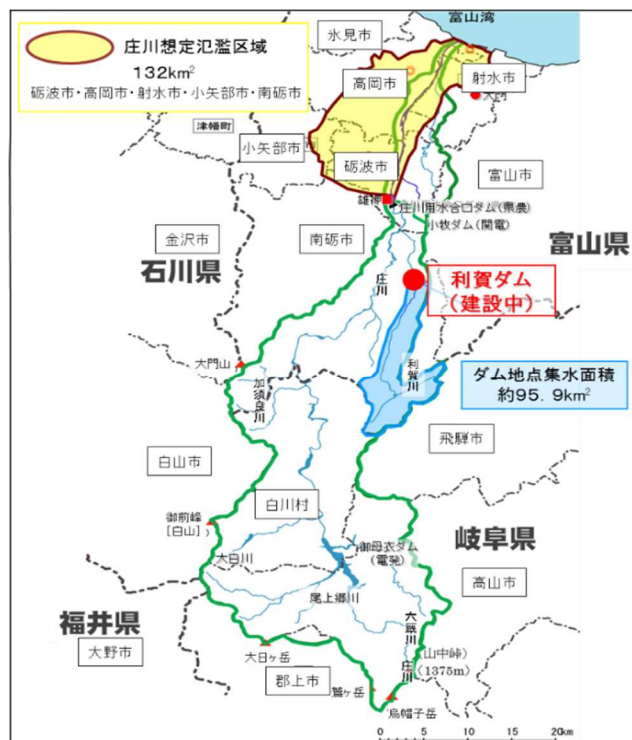 富山湾
庄川想定氾濫区域
132km²
砺波市・高岡市・射水市・小矢部市・南砺市
氷見市
高岡市
射水市
津幡町
小矢部市
砺波市
富山市
雄神
庄川用水合口ダム(県農)
小牧ダム(関電)
金沢市
南砺市
富山県
石川県
庄川
利賀ダム
(建設中)
大門山
加須良川
利賀川
ダム地点集水面積
約95.9km²
飛騨市
白山市
白川村
御前峰
[白山]
御母衣ダム
(電発)
岐阜県
大白川
高山市
尾上郷川
福井県
大野市
六厩川
庄川
(山中峠)
(1375m)
大日ヶ岳
郡上市
鷲ヶ岳
烏帽子岳
0 5 10 15 20km